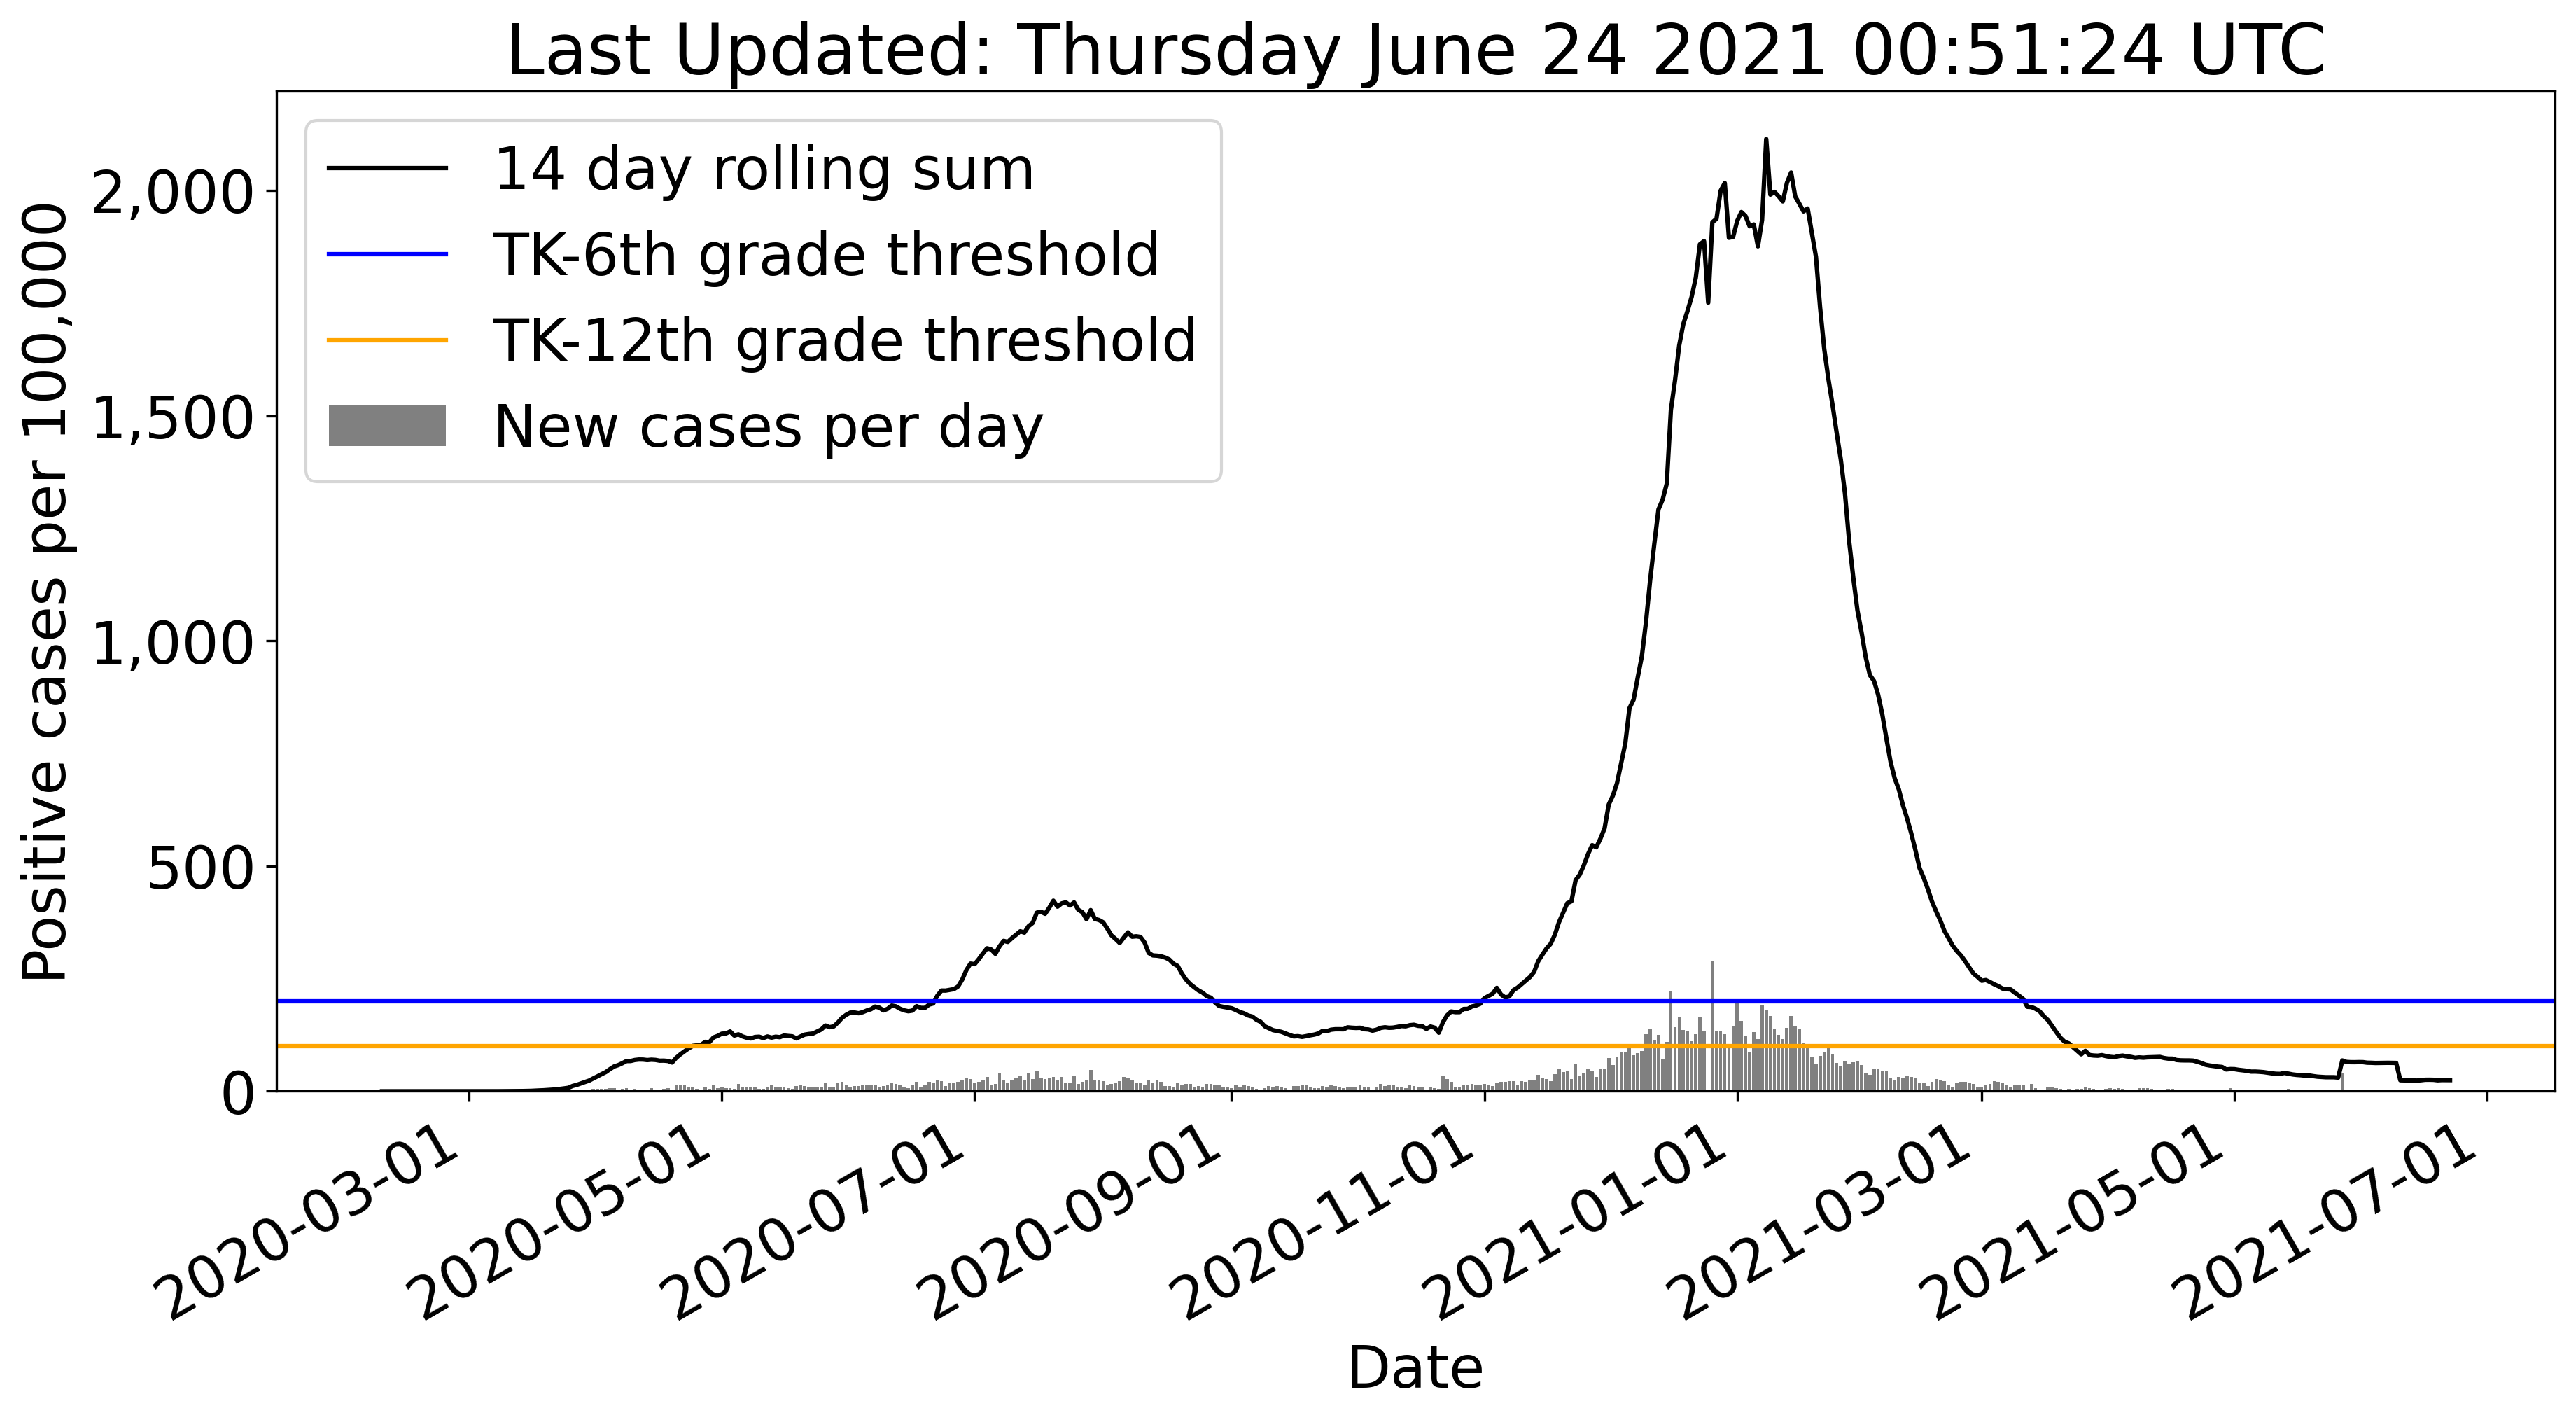 Last Updated: Thursday June 24 2021 00:51:24 UTC
14 day rolling sum
TK-6th grade threshold
TK-12th grade threshold
New cases per day
Positive cases per 100,000
2,000
1,500
1,000
500
0
2020-03-01
2020-05-01
2020-07-01
2020-09-01
2020-11-01
2021-01-01
2021-03-01
2021-05-01
2021-07-01
Date